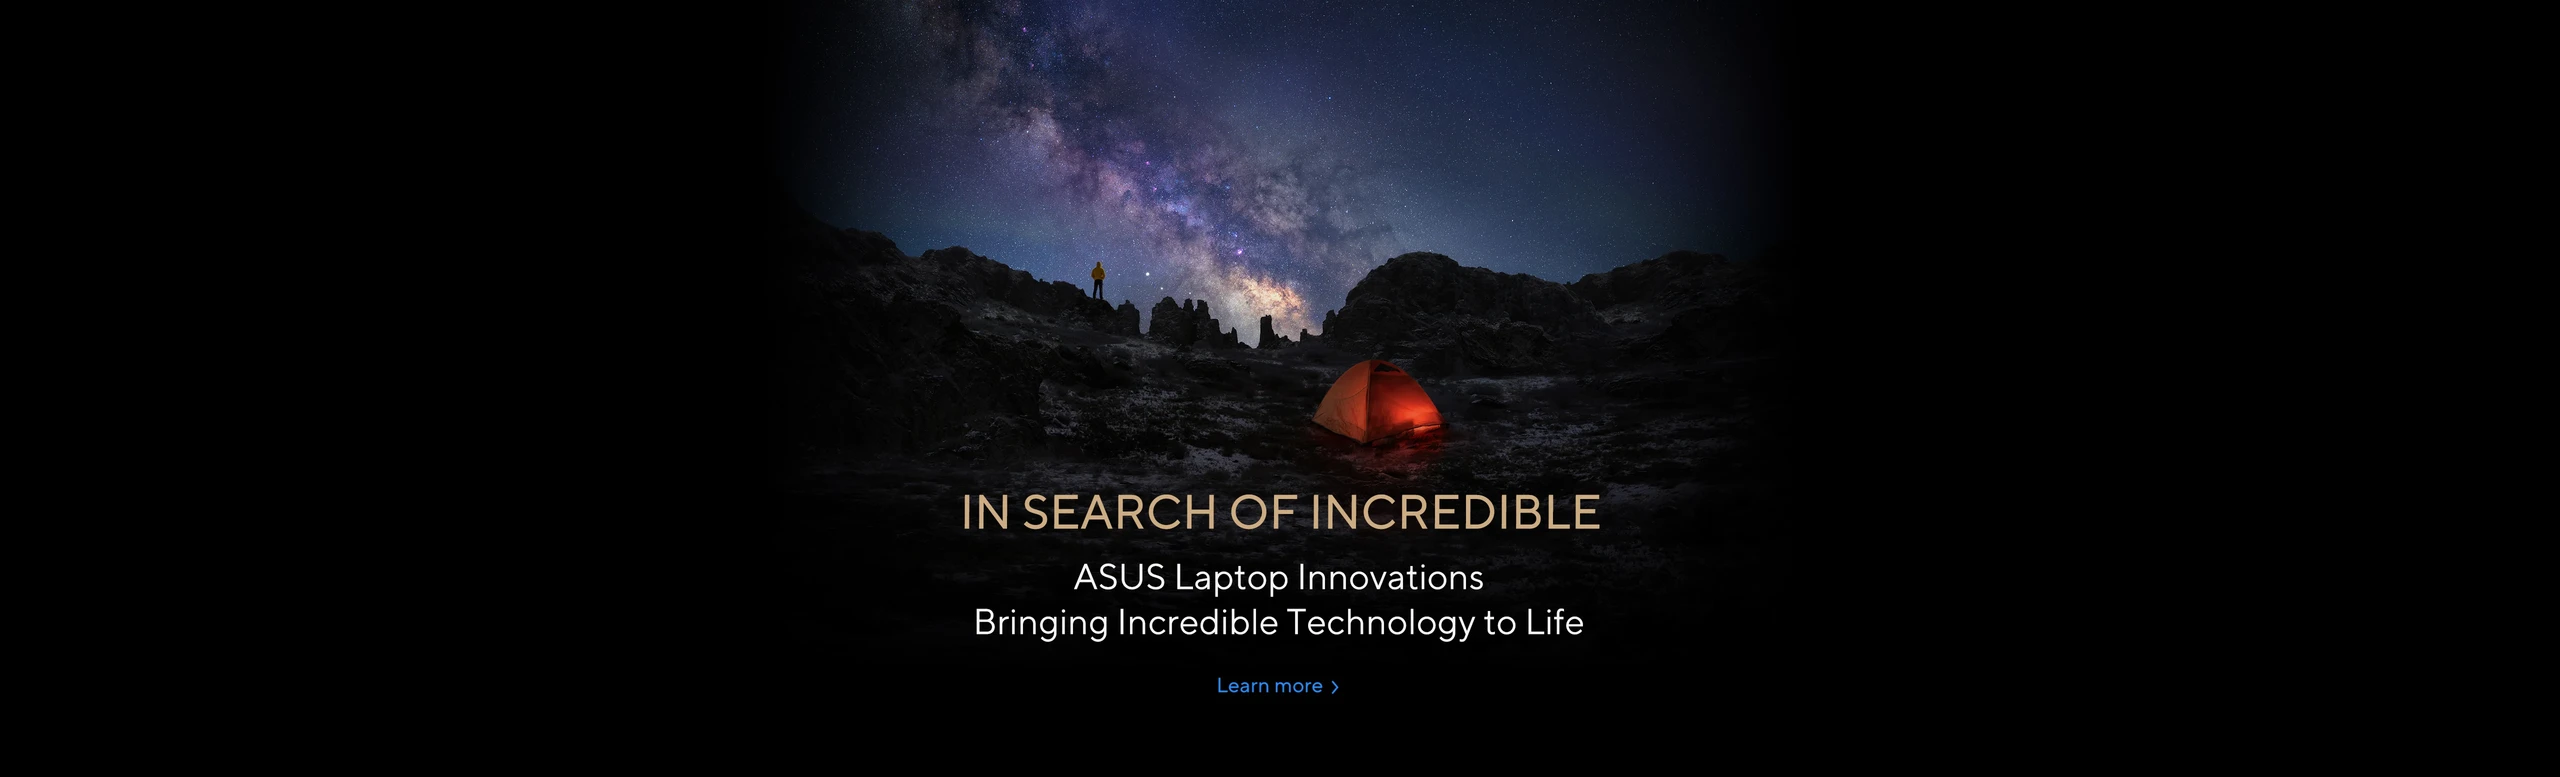 IN SEARCH OF INCREDIBLE
ASUS Laptop Innovations
Bringing Incredible Technology to Life
Learn more >